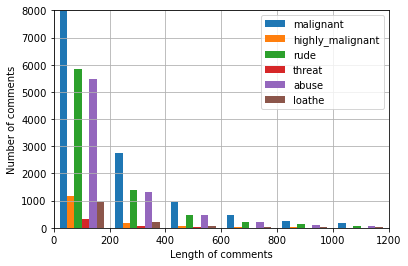 8000
7000
6000
5000
4000
3000
2000
1000
0
Number of comments
0
200
400
600
800
1000
1200
Length of comments
malignant
highly_malignant
rude
threat
abuse
loathe